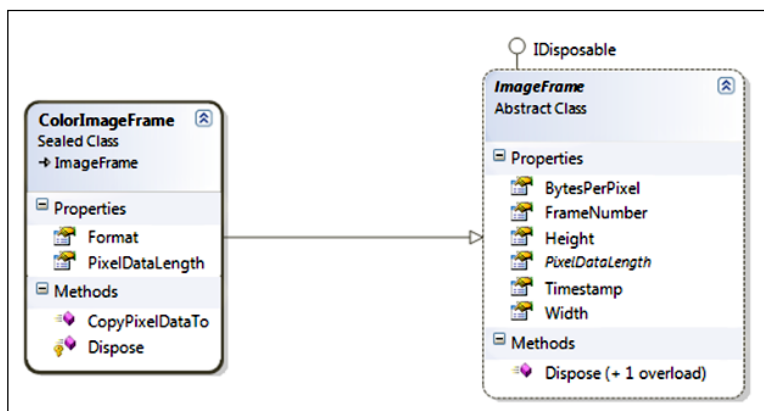 ColorImageFrame
Sealed Class
ImageFrame
Properties
Format
PixelDataLength
Methods
CopyPixelDataTo
Dispose
IDisposable
ImageFrame
Abstract Class
Properties
BytesPerPixel
FrameNumber
Height
PixelDataLength
Timestamp
Width
Methods
Dispose (+ 1 overload)